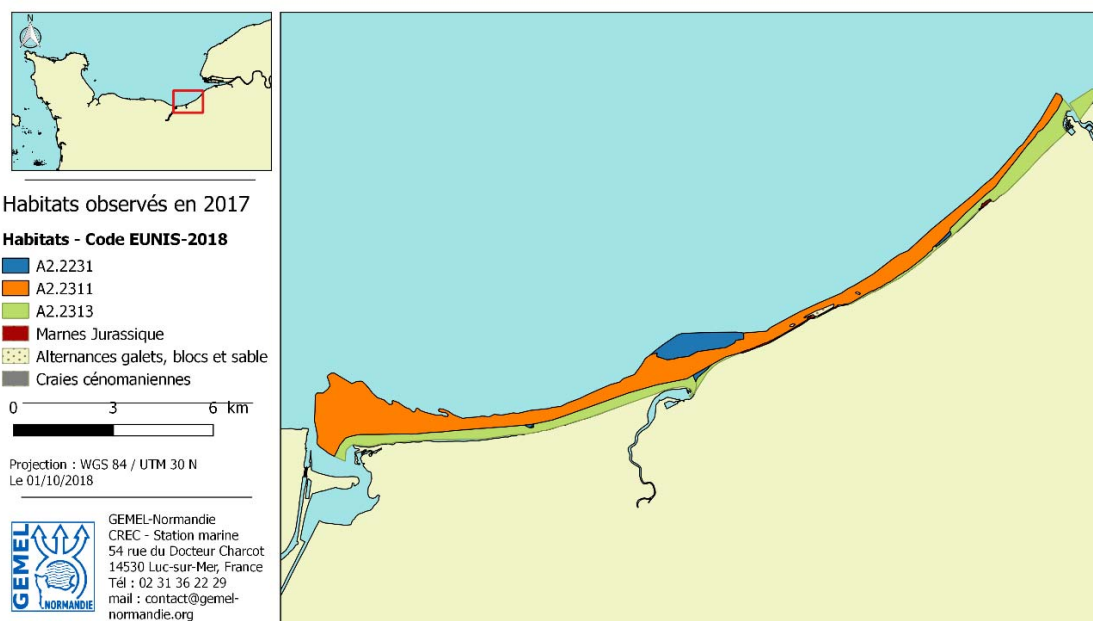 N
Habitats observés en 2017
Habitats - Code EUNIS-2018
A2.2231
A2.2311
A2.2313
Marnes Jurassique
Alternances galets, blocs et sable
Craies cénomaniennes
0 3 6 km
Projection : WGS 84 / UTM 30 N
Le 01/10/2018
GEMEL
NORMANDIE
GEMEL-Normandie
CREC - Station marine
54 rue du Docteur Charcot
14530 Luc-sur-Mer, France
Tél : 02 31 36 22 29
mail : contact@gemel-
normandie.org